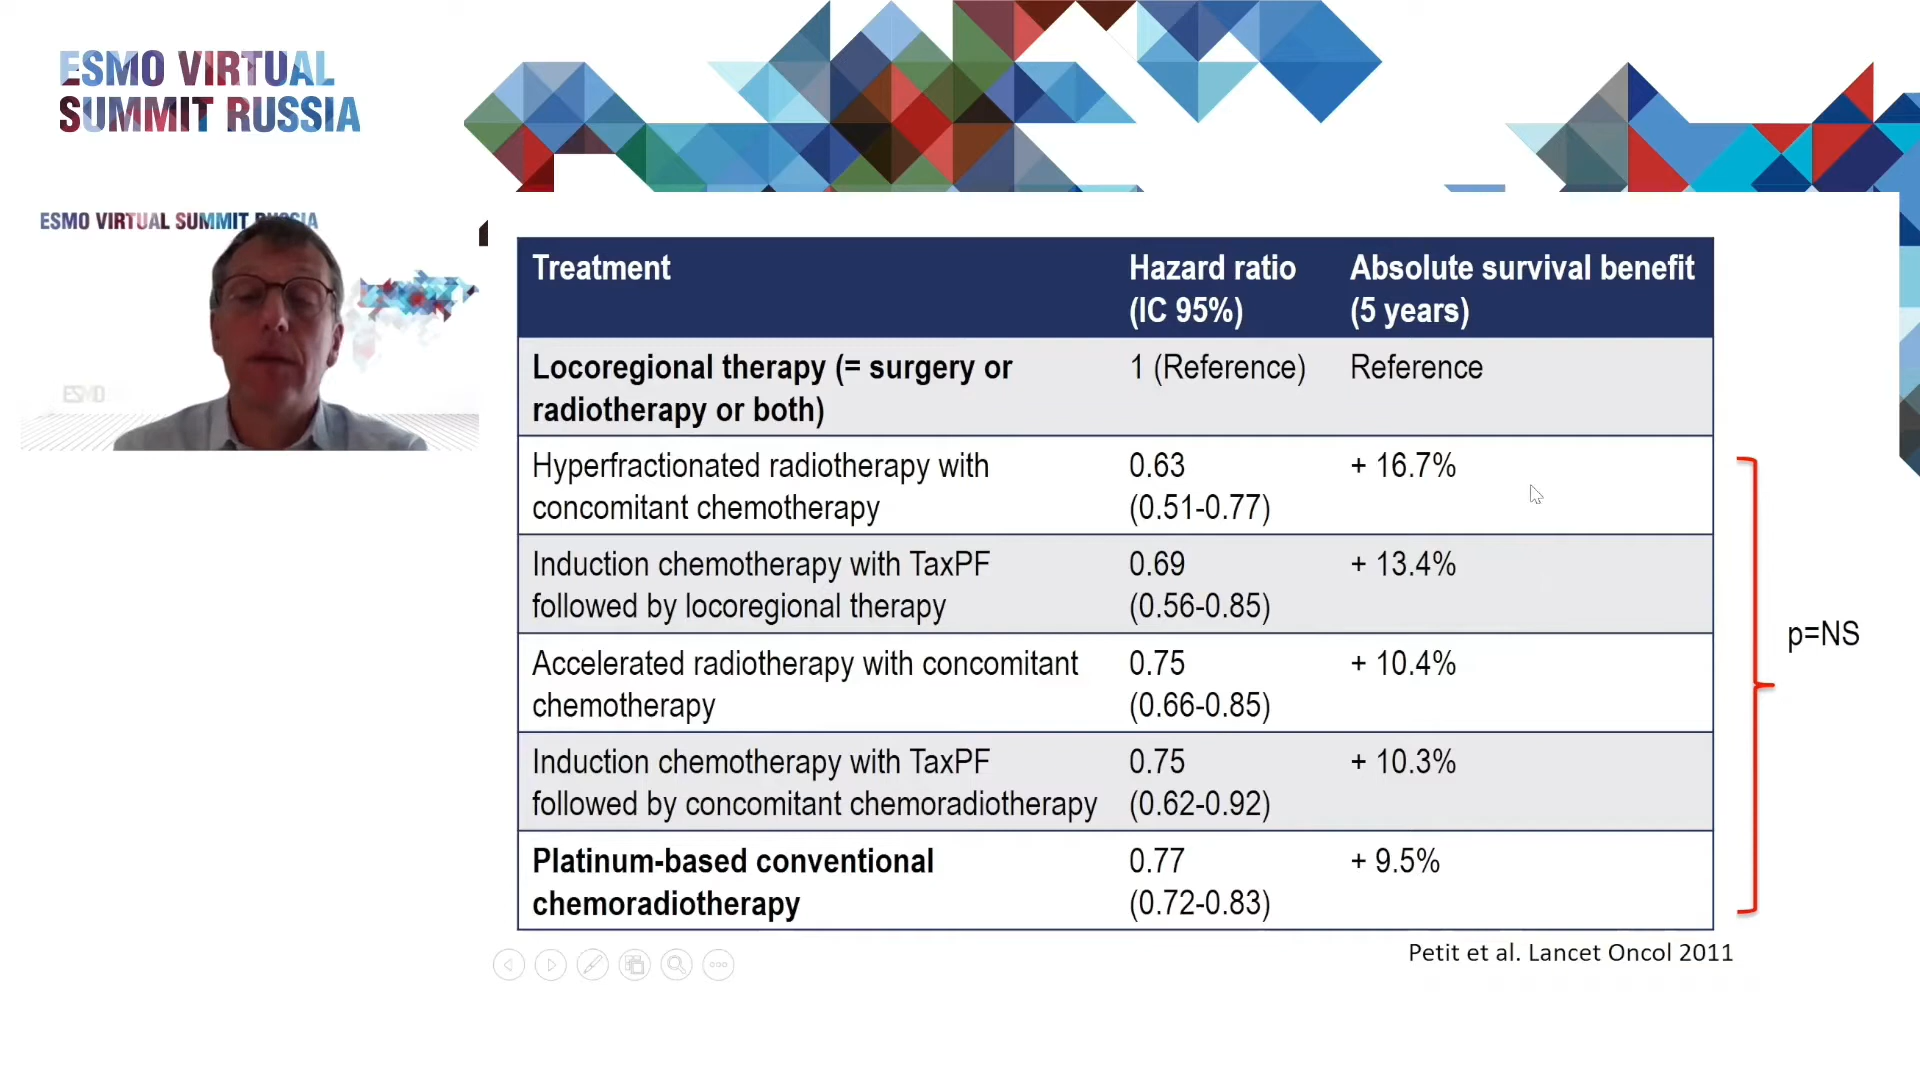 ESMO VIRTUAL
SUMMIT RUSSIA
ESMO VIRTUAL SUMMIT RUSSIA
ESMO
Treatment
Hazard ratio
(IC 95%)
Absolute survival benefit
(5 years)
Locoregional therapy (= surgery or
radiotherapy or both)
1 (Reference)
Reference
Hyperfractionated radiotherapy with
concomitant chemotherapy
0.63
(0.51-0.77)
+ 16.7%
Induction chemotherapy with TaxPF
followed by locoregional therapy
0.69
(0.56-0.85)
+ 13.4%
Accelerated radiotherapy with concomitant
chemotherapy
0.75
(0.66-0.85)
+ 10.4%
Induction chemotherapy with TaxPF
followed by concomitant chemoradiotherapy
0.75
(0.62-0.92)
+ 10.3%
Platinum-based conventional
chemoradiotherapy
0.77
(0.72-0.83)
+ 9.5%
p=NS
Petit et al. Lancet Oncol 2011